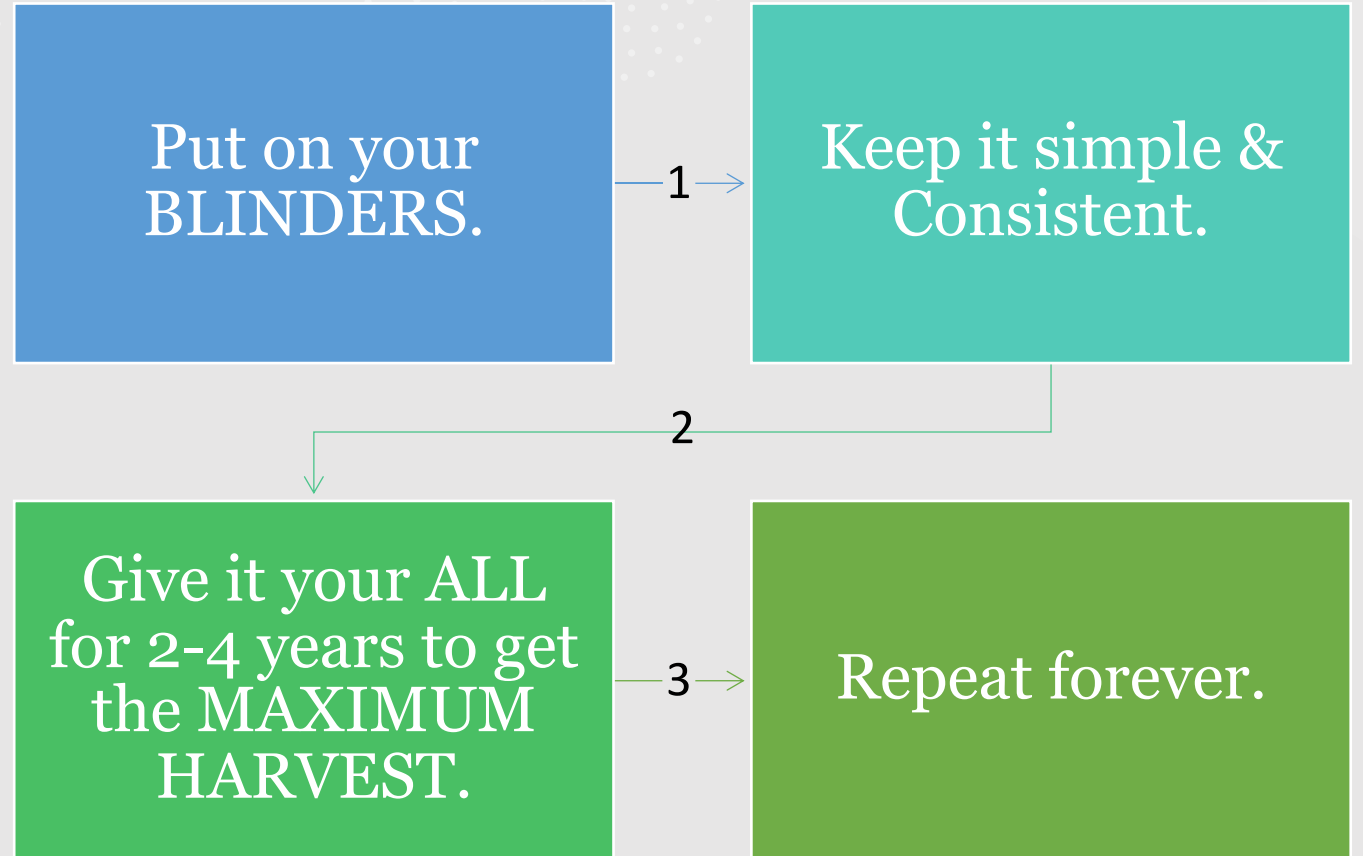 Put on your
BLINDERS.
1
Keep it simple &
Consistent.
2
Give it your ALL
for 2-4 years to get
the MAXIMUM
HARVEST.
3
Repeat forever.